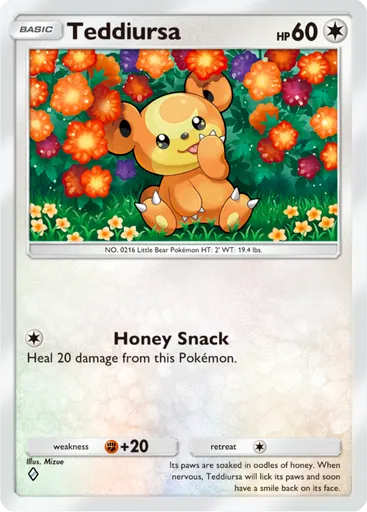 BASIC
Teddiursa
HP 60
NO. 0216 Little Bear Pokémon HT: 2' WT: 19.4 lbs.
Honey Snack
Heal 20 damage from this Pokémon.
weakness +20
retreat
Illus. Mizue
Its paws are soaked in oodles of honey. When
nervous, Teddiursa will lick its paws and soon
have a smile back on its face.